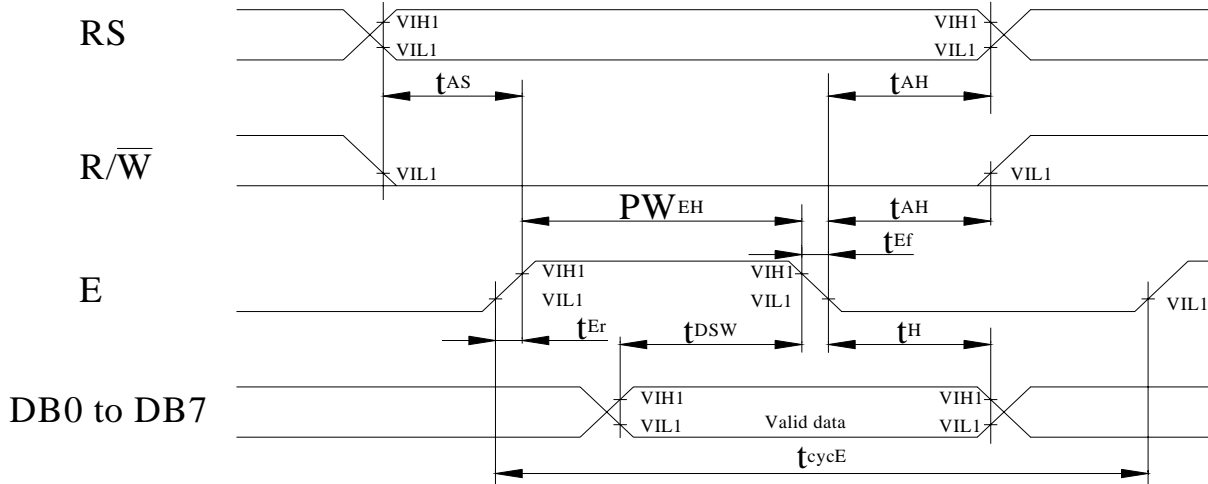 RS
VIH1
VIL1
VIH1
VIL1
tAS
tAH
R/W̅
VIL1
VIL1
PWEH
tAH
tEf
E
VIH1
VIL1
VIH1
VIL1
VIL1
tEr
tDSW
tH
DB0 to DB7
VIH1
VIL1
Valid data
VIH1
VIL1
tcycE